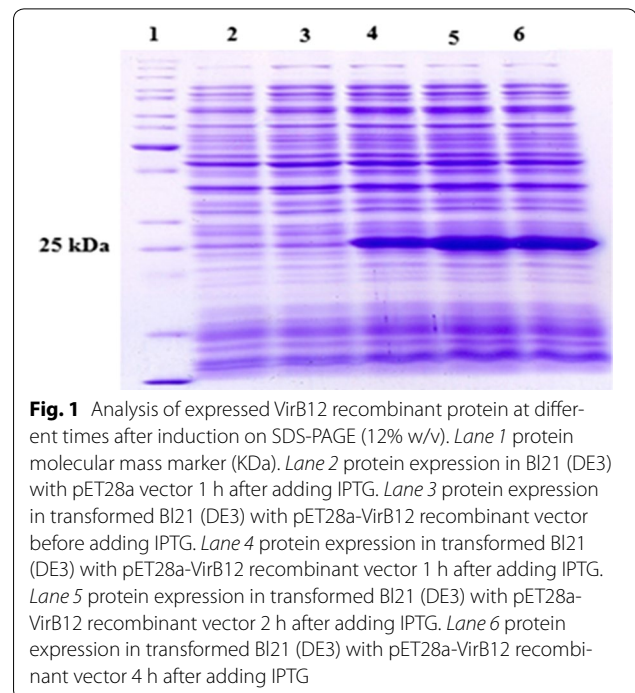 1 2 3 4 5 6
25 kDa
Fig. 1 Analysis of expressed VirB12 recombinant protein at differ-
ent times after induction on SDS-PAGE (12% w/v). Lane 1 protein
molecular mass marker (KDa). Lane 2 protein expression in Bl21 (DE3)
with pET28a vector 1 h after adding IPTG. Lane 3 protein expression
in transformed Bl21 (DE3) with pET28a-VirB12 recombinant vector
before adding IPTG. Lane 4 protein expression in transformed Bl21
(DE3) with pET28a-VirB12 recombinant vector 1 h after adding IPTG.
Lane 5 protein expression in transformed Bl21 (DE3) with pET28a-
VirB12 recombinant vector 2 h after adding IPTG. Lane 6 protein
expression in transformed Bl21 (DE3) with pET28a-VirB12 recombi-
nant vector 4 h after adding IPTG